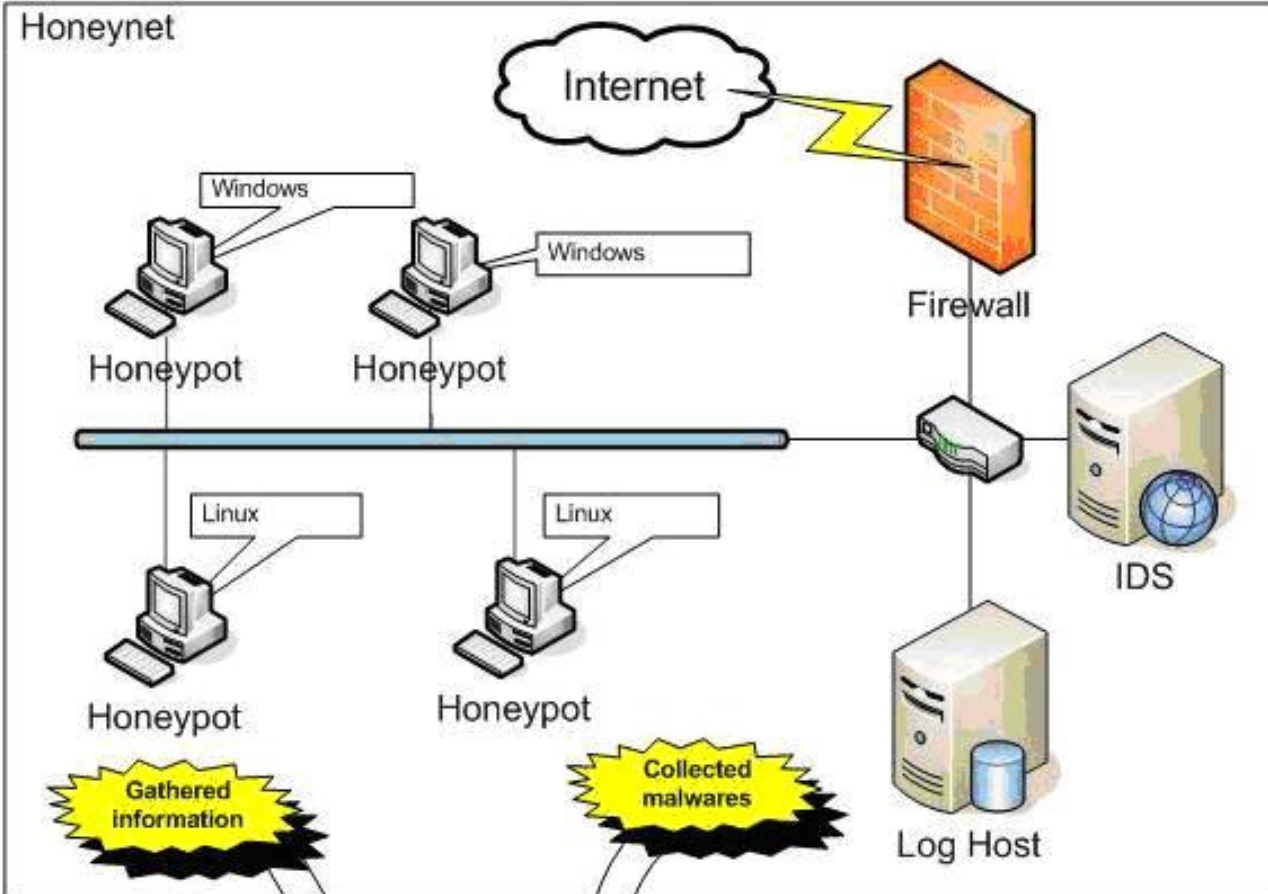 Honeynet
Internet
Windows
Windows
Firewall
Honeypot
Honeypot
Linux
Linux
IDS
Honeypot
Honeypot
Gathered
information
Collected
malwares
Log Host